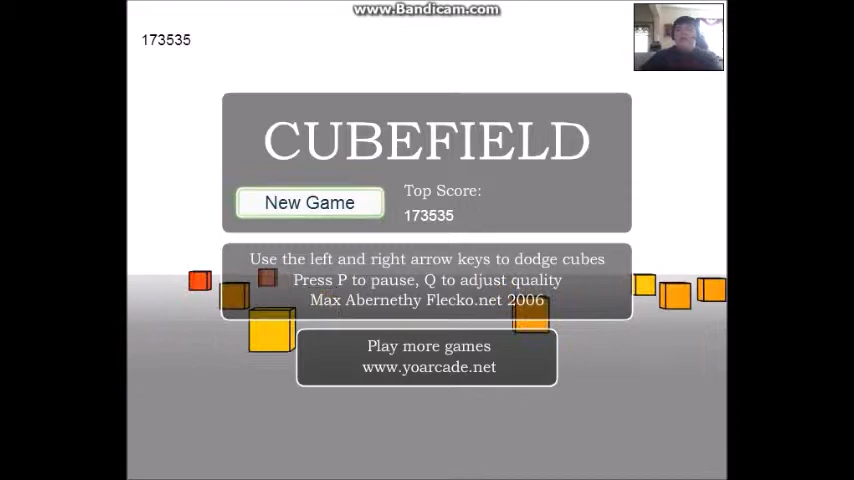 www.Bandicam.com
173535
CUBEFIELD
Top Score:
New Game
173535
Use the left and right arrow keys to dodge cubes
Press P to pause, Q to adjust quality
Max Abernethy Flecko.net 2006
Play more games
www.yoarcade.net